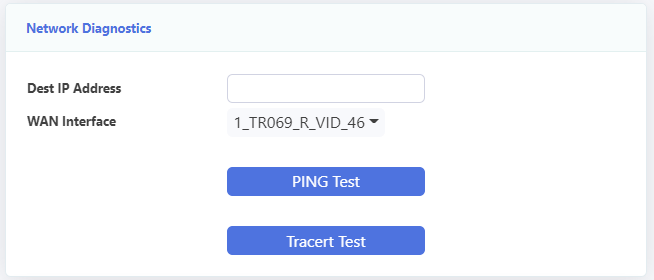 Network Diagnostics
Dest IP Address
WAN Interface 1_TR069_R_VID_46
PING Test
Tracert Test